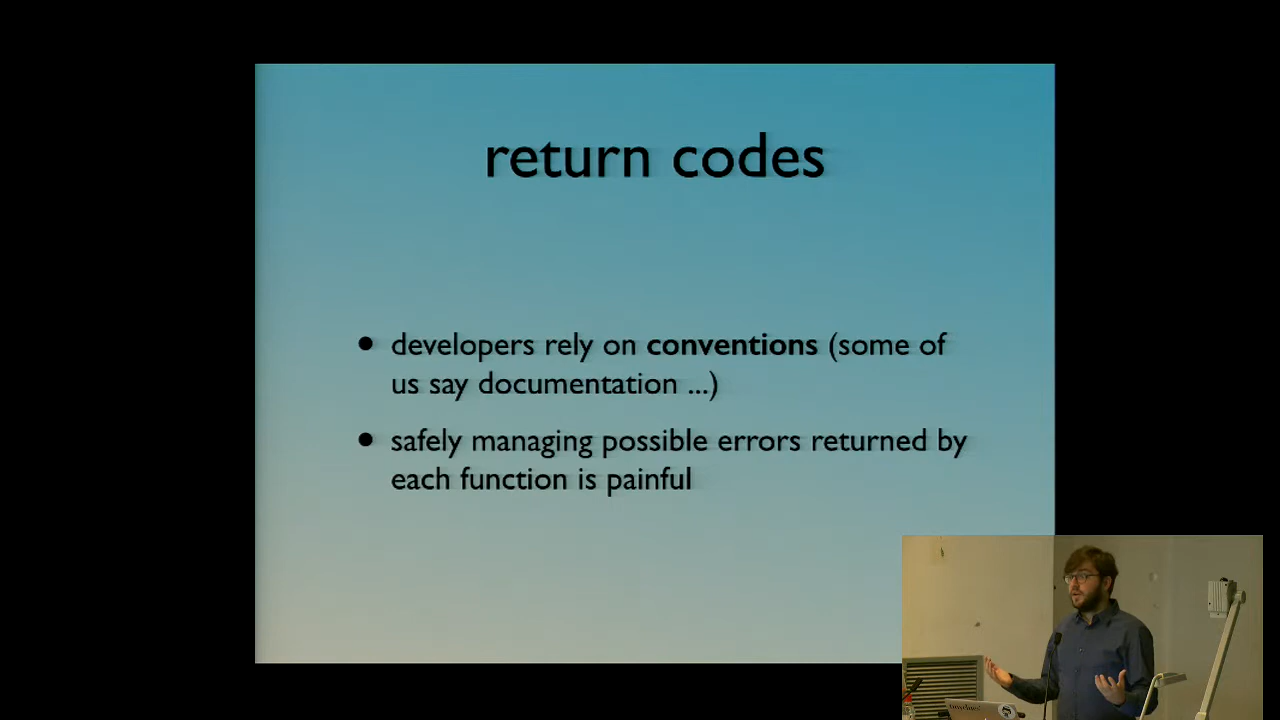 return codes
• developers rely on conventions (some of
us say documentation ...)
• safely managing possible errors returned by
each function is painful